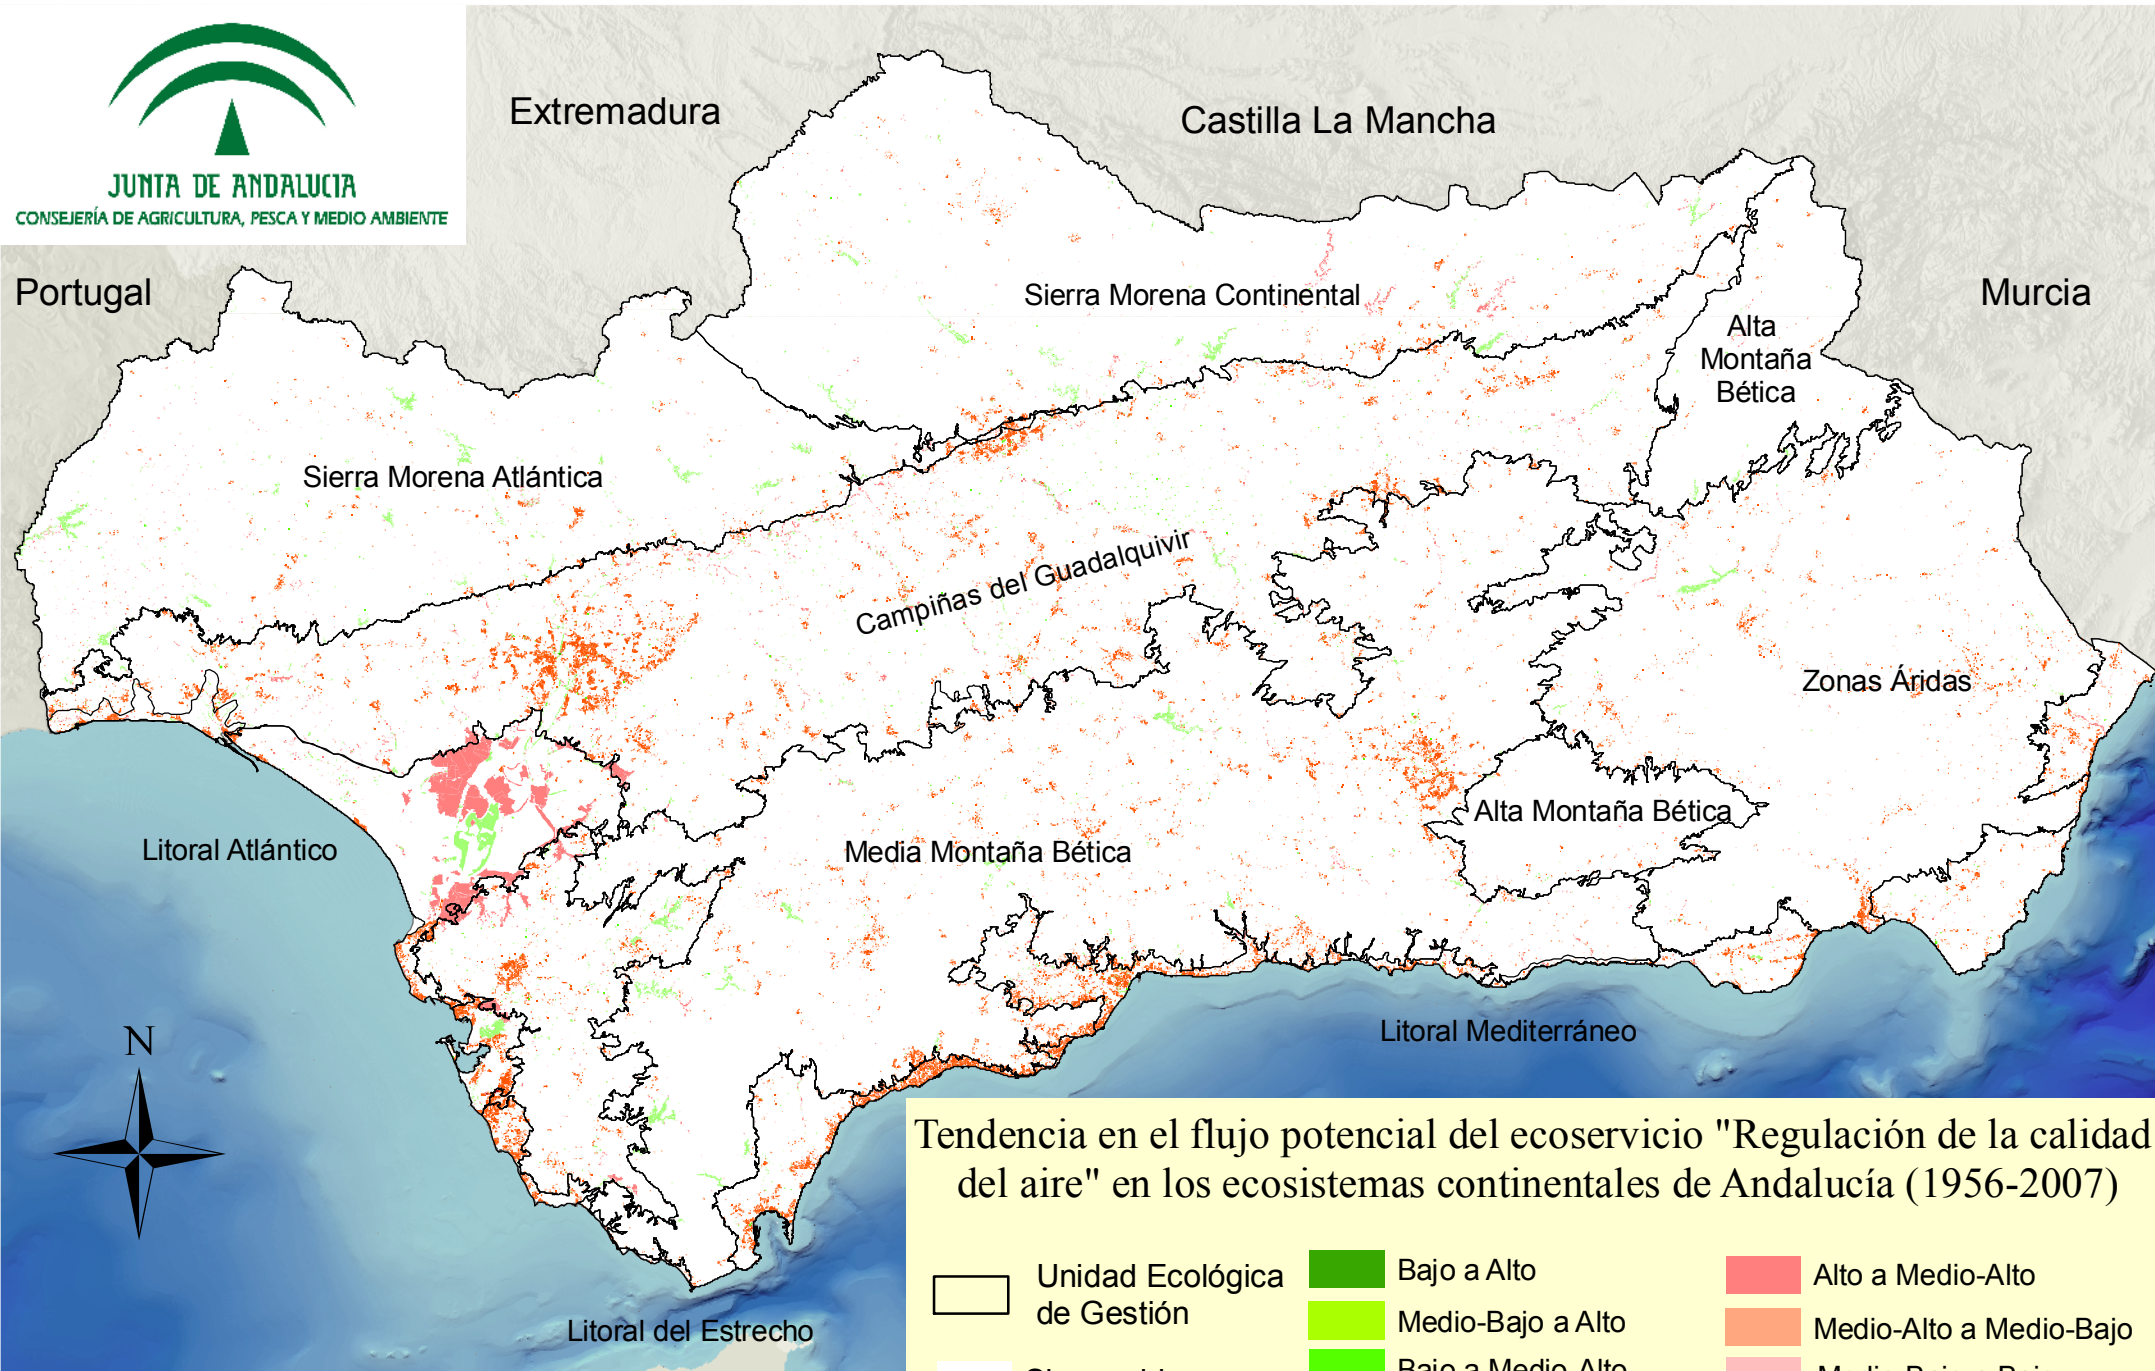 JUNTA DE ANDALUCIA
CONSEJERÍA DE AGRICULTURA, PESCA Y MEDIO AMBIENTE
Extremadura
Castilla La Mancha
Portugal
Murcia
Sierra Morena Continental
Alta
Montaña
Bética
Sierra Morena Atlántica
Campiñas del Guadalquivir
Zonas Áridas
Alta Montaña Bética
Litoral Atlántico
Media Montaña Bética
N
Litoral Mediterráneo
Litoral del Estrecho
Tendencia en el flujo potencial del ecoservicio "Regulación de la calidad
del aire" en los ecosistemas continentales de Andalucía (1956-2007)
Unidad Ecológica
de Gestión
Bajo a Alto
Medio-Bajo a Alto
Bajo a Medio-Alto
Alto a Medio-Alto
Medio-Alto a Medio-Bajo